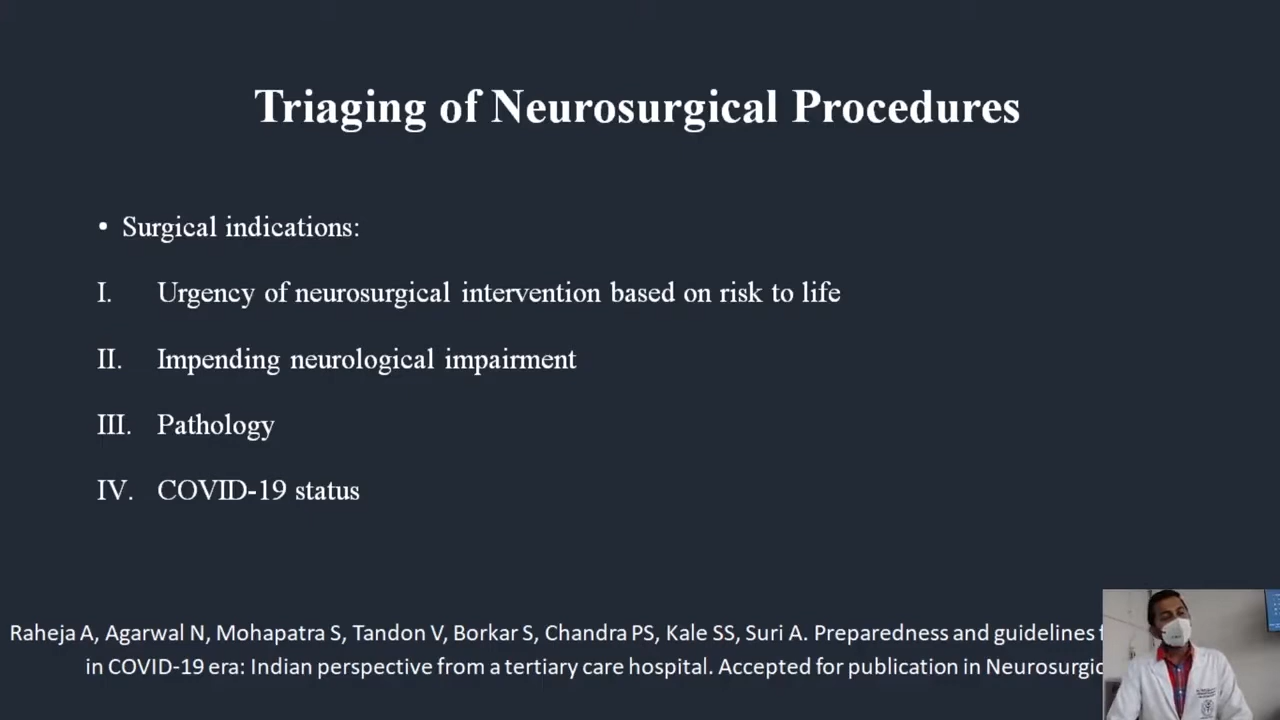 Triaging of Neurosurgical Procedures
• Surgical indications:
I. Urgency of neurosurgical intervention based on risk to life
II. Impending neurological impairment
III. Pathology
IV. COVID-19 status
Raheja A, Agarwal N, Mohapatra S, Tandon V, Borkar S, Chandra PS, Kale SS, Suri A. Preparedness and guidelines
in COVID-19 era: Indian perspective from a tertiary care hospital. Accepted for publication in